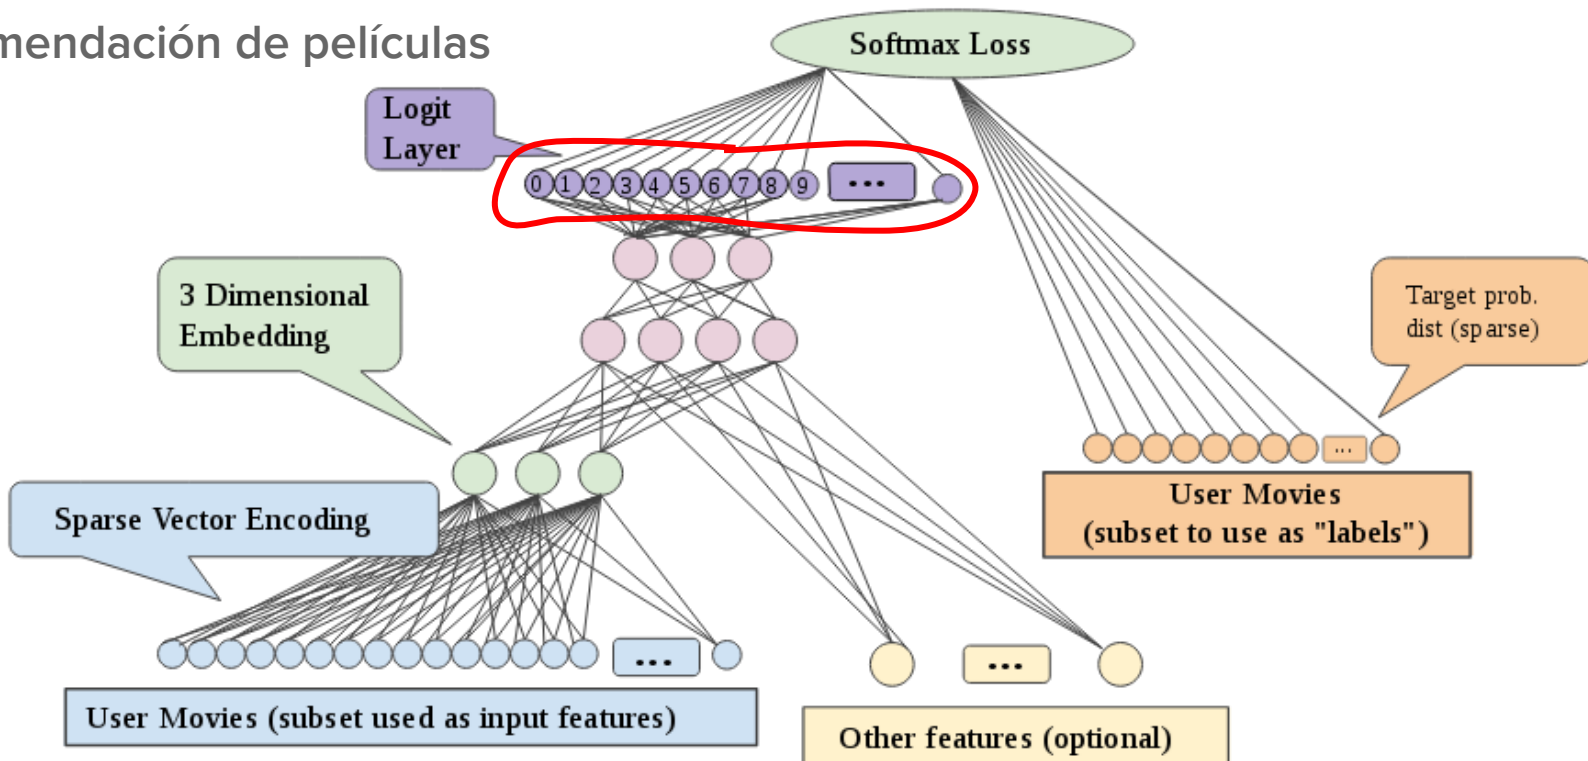 mendación de películas
Softmax Loss
Logit
Layer
0 1 2 3 4 5 6 7 8 9 ...
3 Dimensional
Embedding
Target prob.
dist (sparse)
...
User Movies
(subset to use as "labels")
Sparse Vector Encoding
...
...
User Movies (subset used as input features)
Other features (optional)